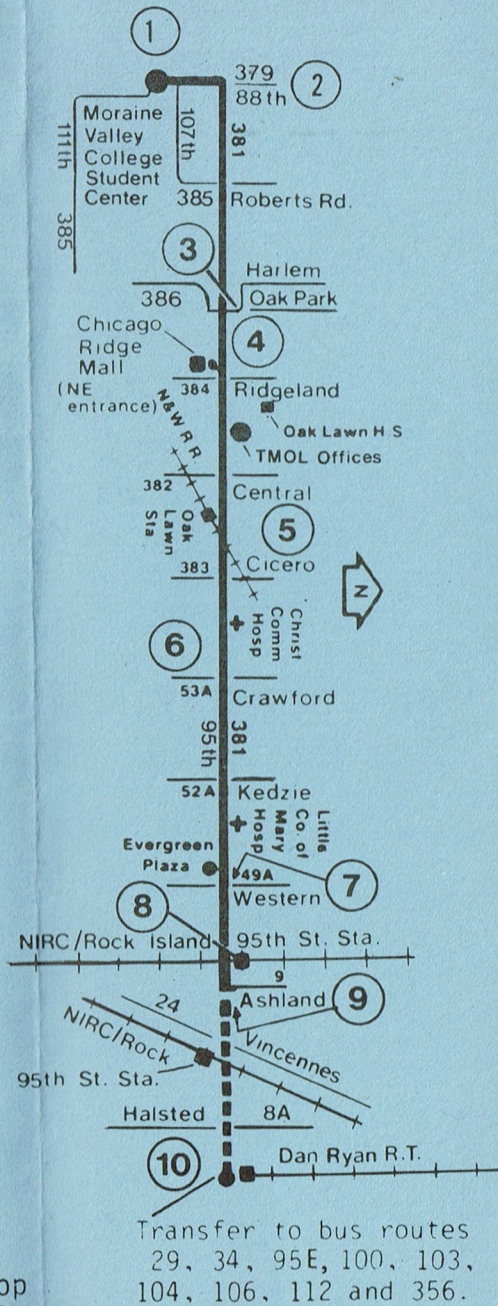 1
379
88th
2
Moraine
Valley
College
Student
Center
107th
381
111th
385
385
Roberts Rd.
3
Harlem
386
Oak Park
Chicago
Ridge
Mall
(NE
entrance)
4
384
Ridgeland
N&W RR
Oak Lawn H S
TMOL Offices
382
Central
Oak
Lawn
Sta
5
383
Cicero
N
Christ
Comm
Hosp
6
53A
Crawford
95th
381
52A
Kedzie
Little
Co. of
Mary
Hosp
Evergreen
Plaza
49A
7
Western
8
NIRC/Rock Island
95th St. Sta.
9
Ashland
9
24
NIRC/Rock
Vincennes
95th St. Sta.
Halsted
8A
10
Dan Ryan R.T.
Transfer to bus routes
29, 34, 95E, 100, 103,
104, 106, 112 and 356.
op